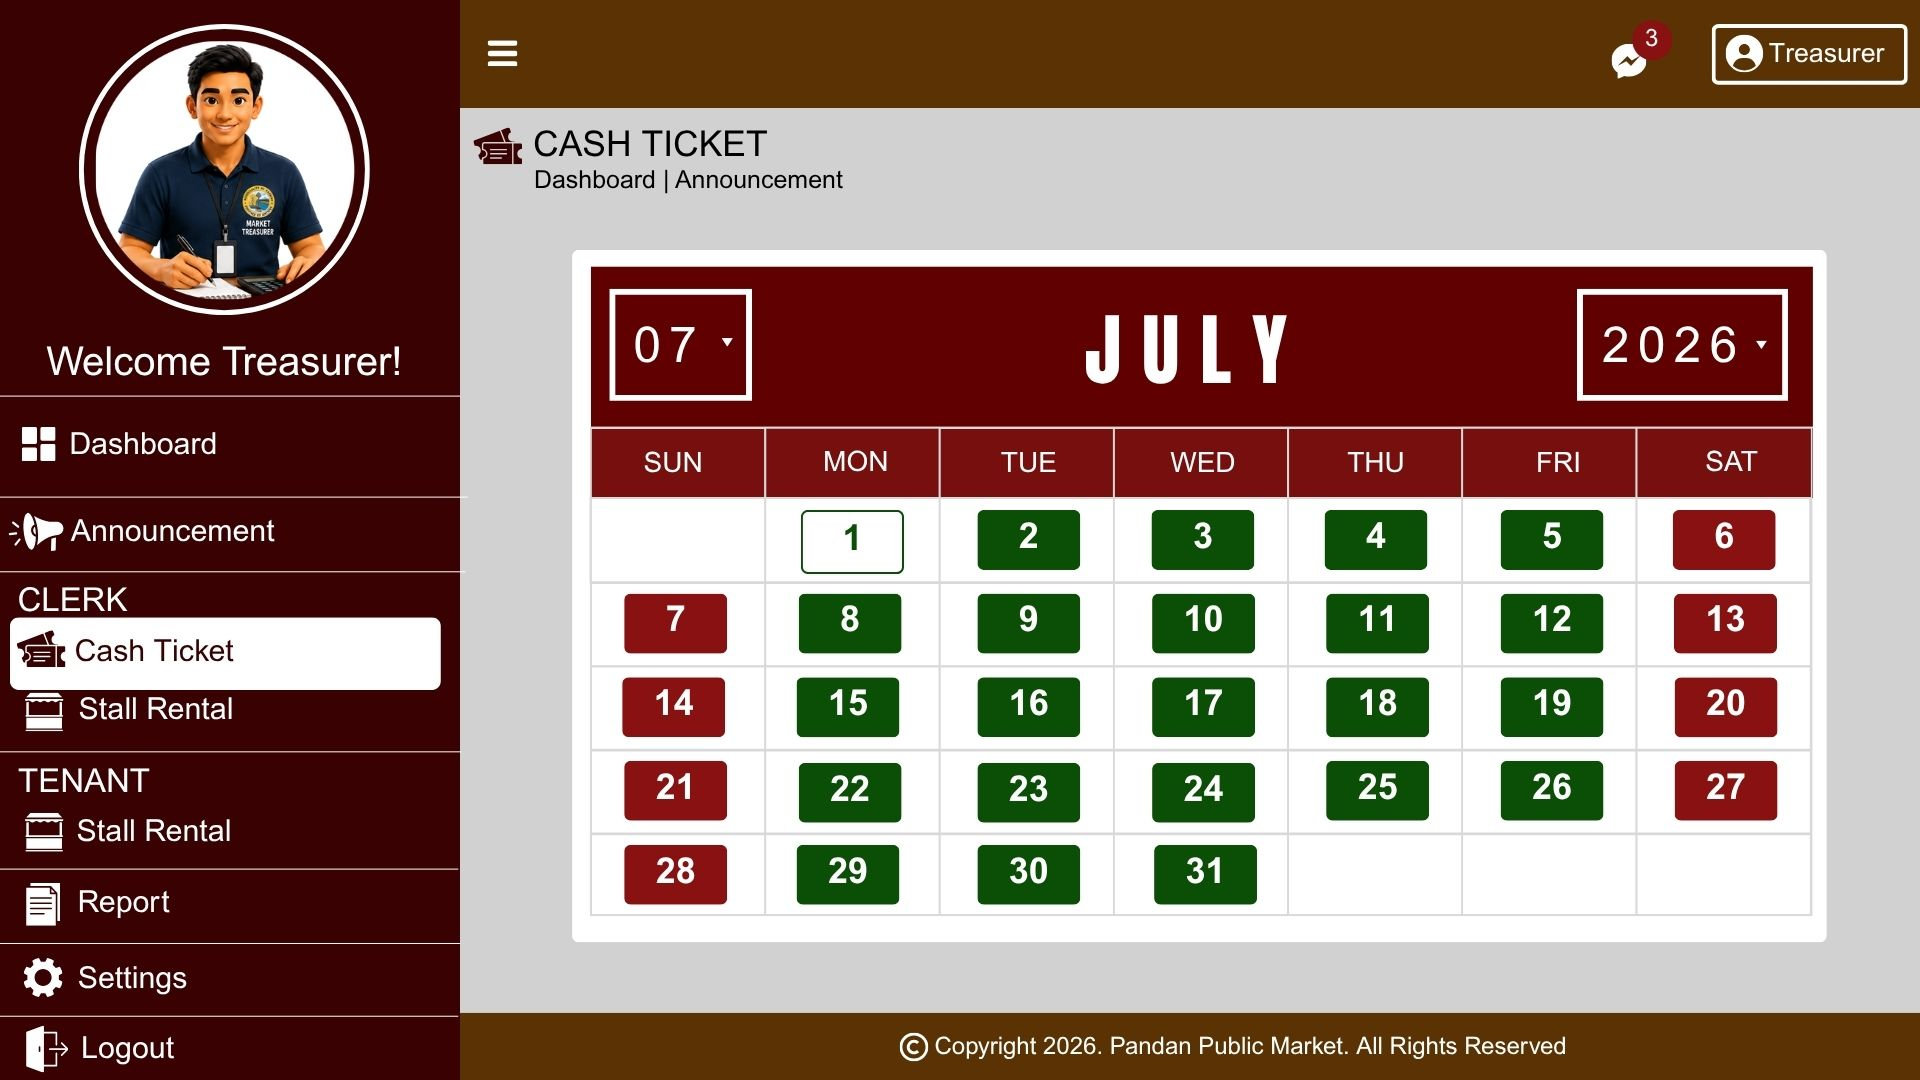 MARKET
TREASURER
Welcome Treasurer!
Dashboard
Announcement
CLERK
Cash Ticket
Stall Rental
TENANT
Stall Rental
Report
Settings
Logout
3
Treasurer
CASH TICKET
Dashboard | Announcement
07 JULY 2026
SUN MON TUE WED THU FRI SAT
1 2 3 4 5 6
7 8 9 10 11 12 13
14 15 16 17 18 19 20
21 22 23 24 25 26 27
28 29 30 31
© Copyright 2026. Pandan Public Market. All Rights Reserved